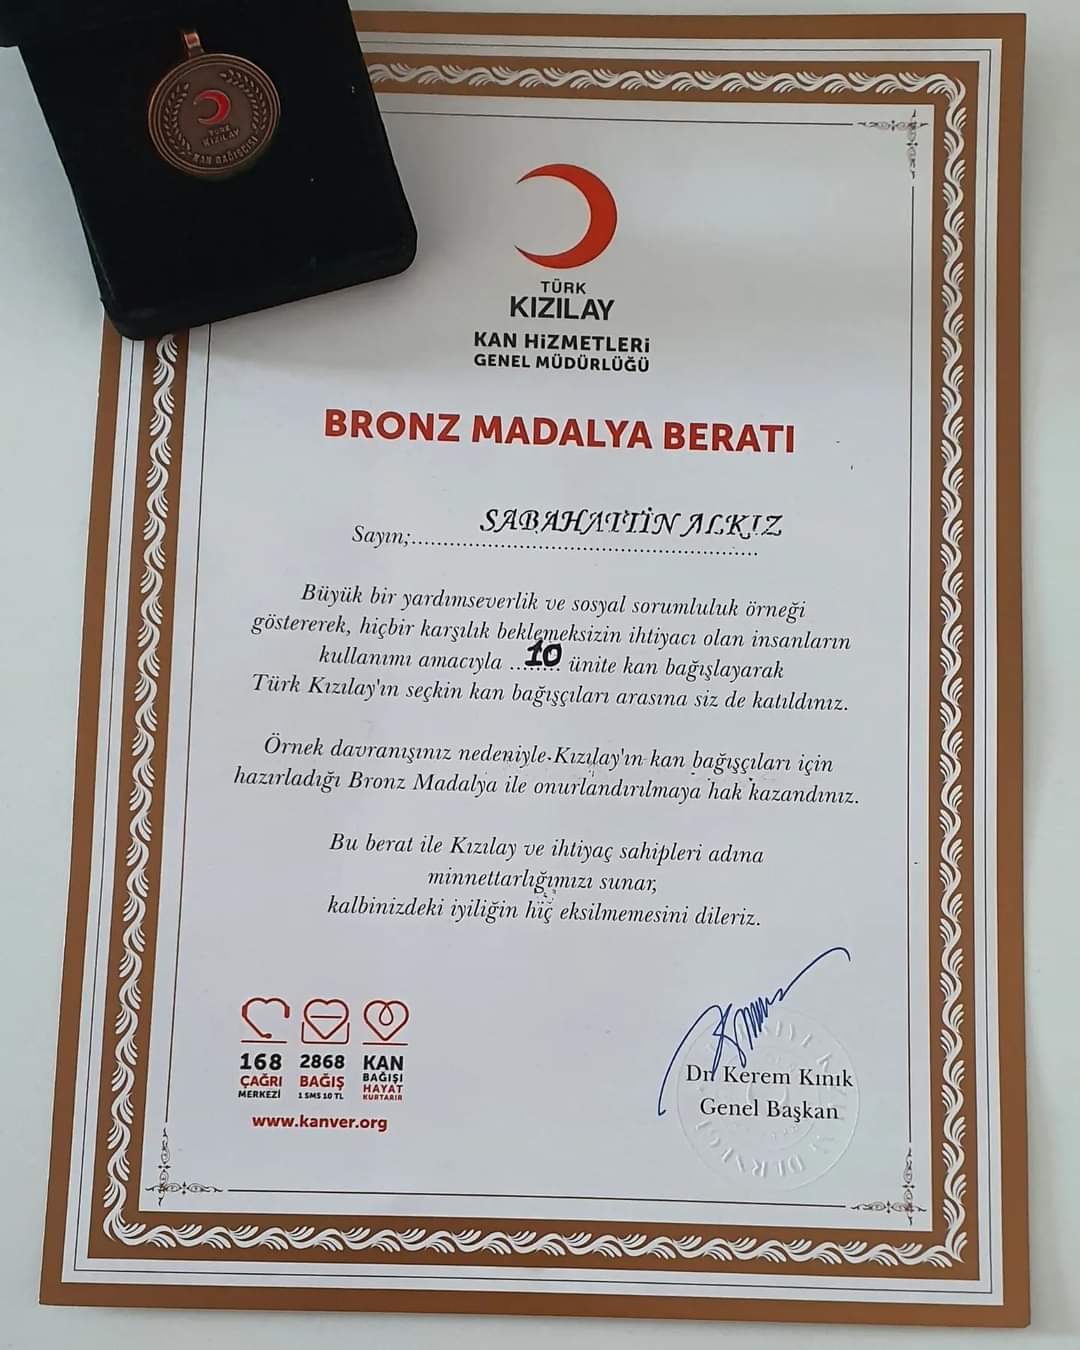 TÜRK
KIZILAY
KAN BAĞIŞÇISI
TÜRK
KIZILAY
KAN HİZMETLERİ
GENEL MÜDÜRLÜĞÜ
BRONZ MADALYA BERATI
Sayın;..... SABAHATTİN ALKIZ
Büyük bir yardımseverlik ve sosyal sorumluluk örneği
göstererek, hiçbir karşılık beklemeksizin ihtiyacı olan insanların
kullanımı amacıyla ..10.. ünite kan bağışlayarak
Türk Kızılay'ın seçkin kan bağışçıları arasına siz de katıldınız.
Örnek davranışınız nedeniyle Kızılay'ın kan bağışçıları için
hazırladığı Bronz Madalya ile onurlandırılmaya hak kazandınız.
Bu berat ile Kızılay ve ihtiyaç sahipleri adına
minnettarlığımızı sunar,
kalbinizdeki iyiliğin hiç eksilmemesini dileriz.
168
ÇAĞRI
MERKEZİ
2868
BAĞIŞ
1 SMS 10 TL
KAN
BAĞIŞI
HAYAT
KURTARIR
www.kanver.org
Dr. Kerem Kınık
Genel Başkan